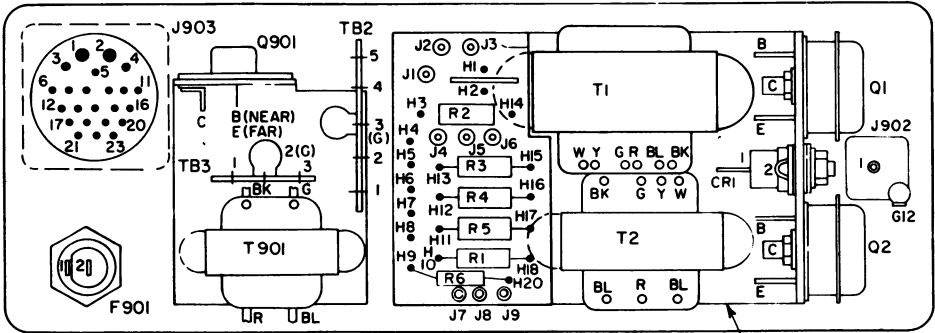 J903
1 2
3 4
5
6 11
12 16
17 20
21 23
1 2
F901
Q901
C
B (NEAR)
E (FAR)
TB2
5
4
3
(G)
2
1
TB3
1 2(G) 3
BK G
T901
R BL
J2 J3
J1
H1
H2
H3 R2 H14
H4 J4 J5 J6
H5 H13 R3 H15
H6 R4 H16
H7 H12
H17
H8 H11 R5
H9 H10 R1 H18
R6 H20
J7 J8 J9
T1
W Y G R BL BK
BK G Y W
T2
BL R BL
B
C
E
Q1
CR1 1 2
J902
1
G12
B
C
E
Q2